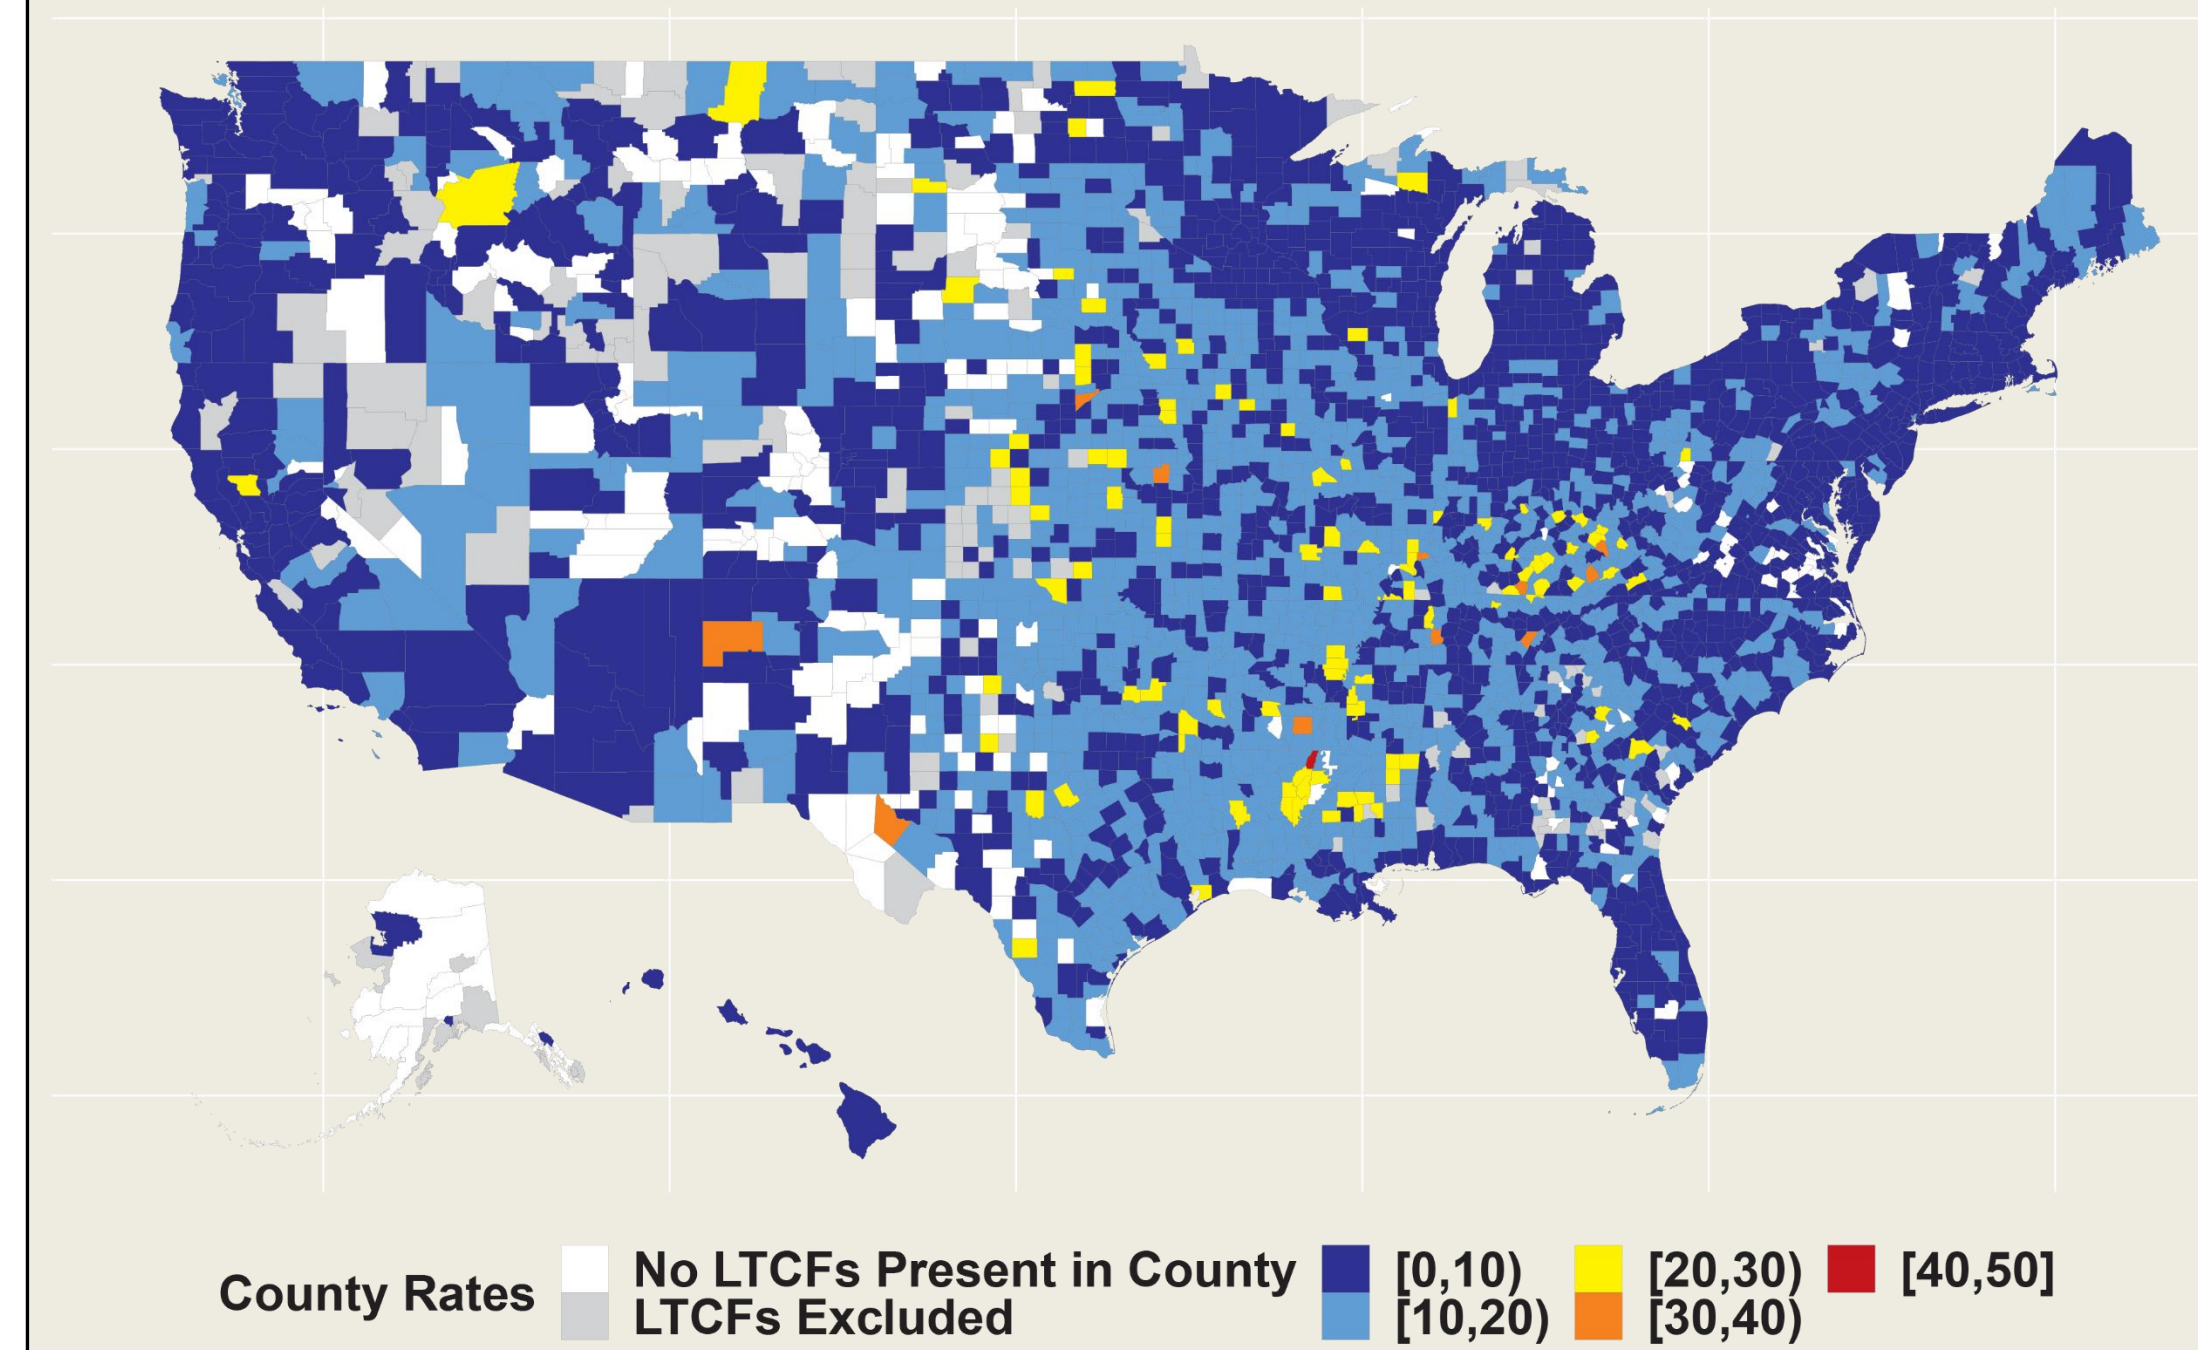 County Rates
No LTCFs Present in County
LTCFs Excluded
[0,10)
[10,20)
[20,30)
[30,40)
[40,50]